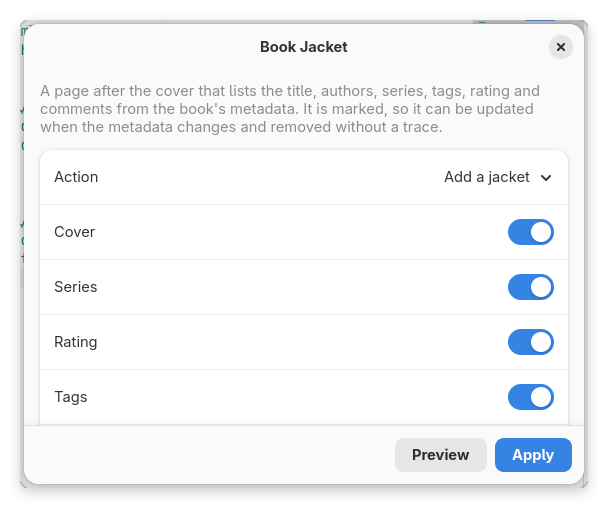 Book Jacket
A page after the cover that lists the title, authors, series, tags, rating and
comments from the book's metadata. It is marked, so it can be updated
when the metadata changes and removed without a trace.
Action
Add a jacket
Cover
Series
Rating
Tags
Preview
Apply